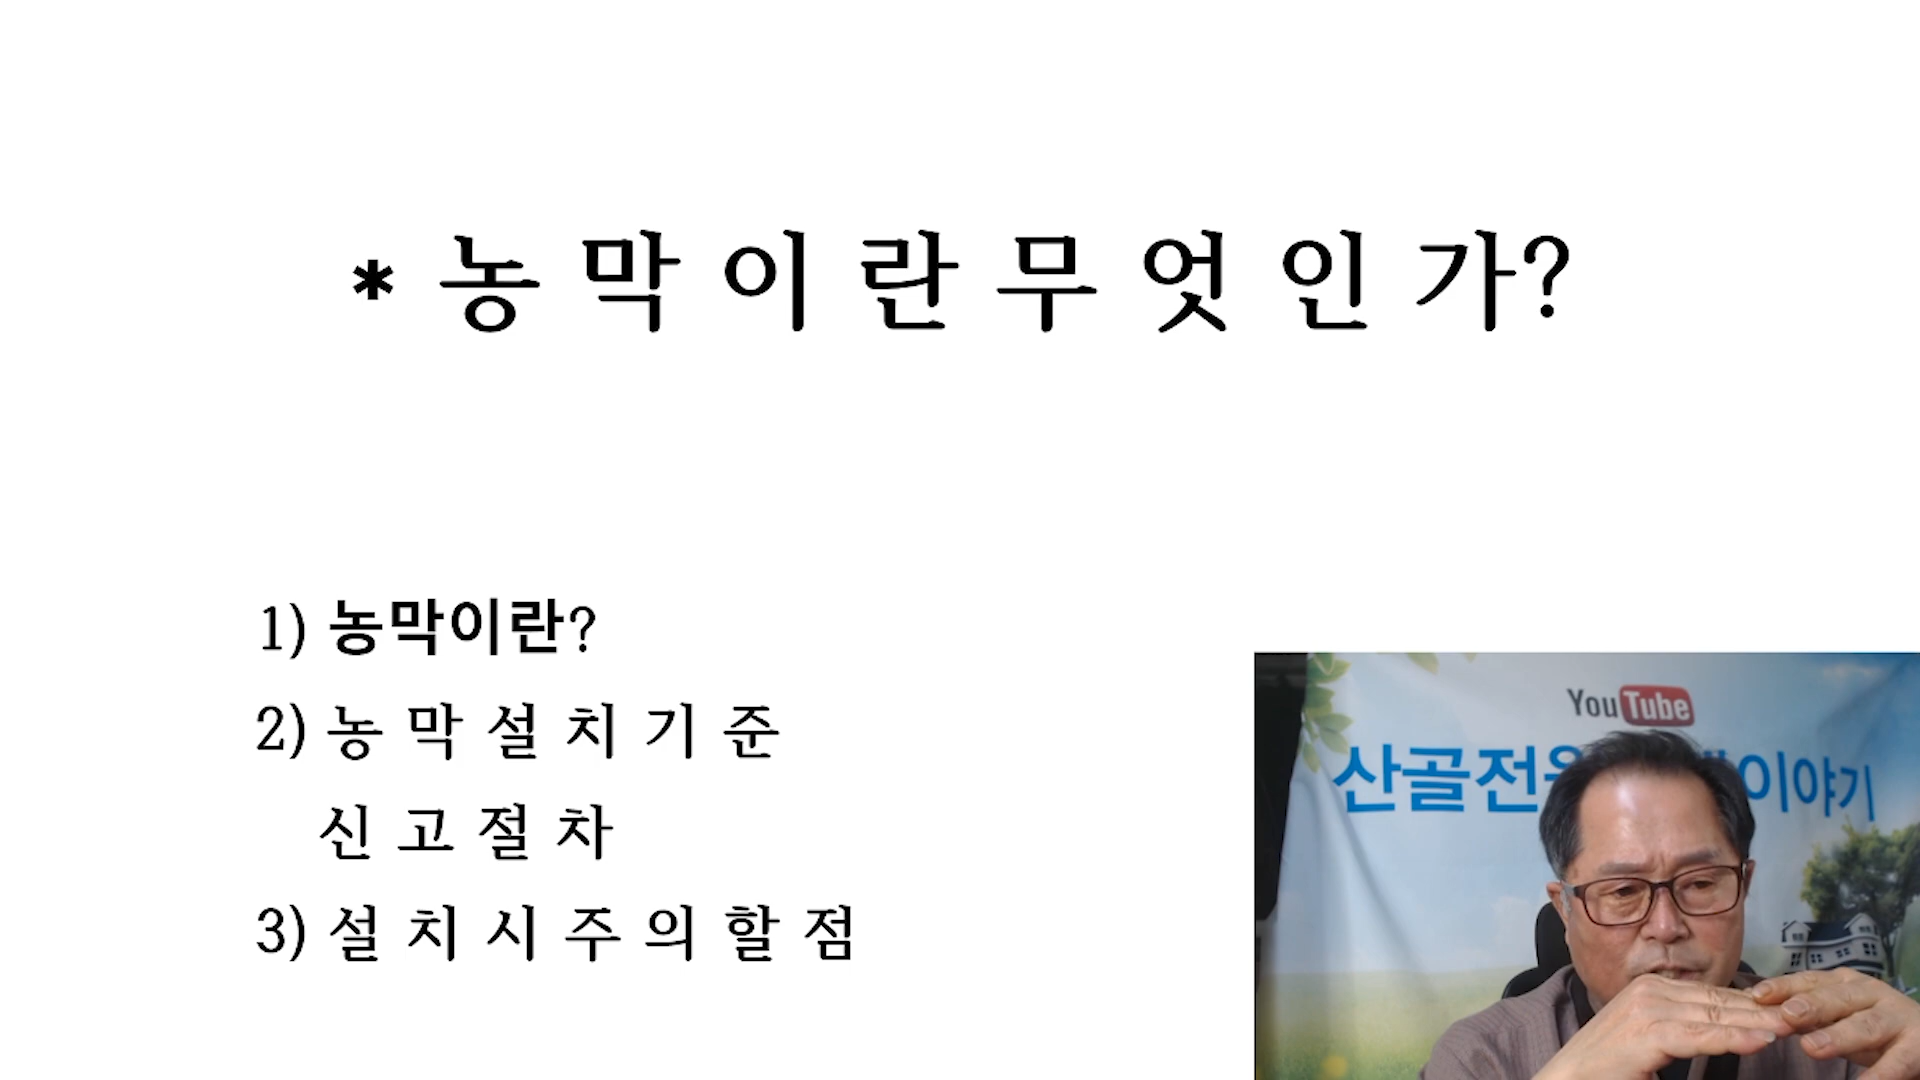 * 농 막 이 란 무 엇 인 가?
1) 농막이란?
2) 농 막 설 치 기 준
신 고 절 차
3) 설 치 시 주 의 할 점
YouTube
산골전 이야기